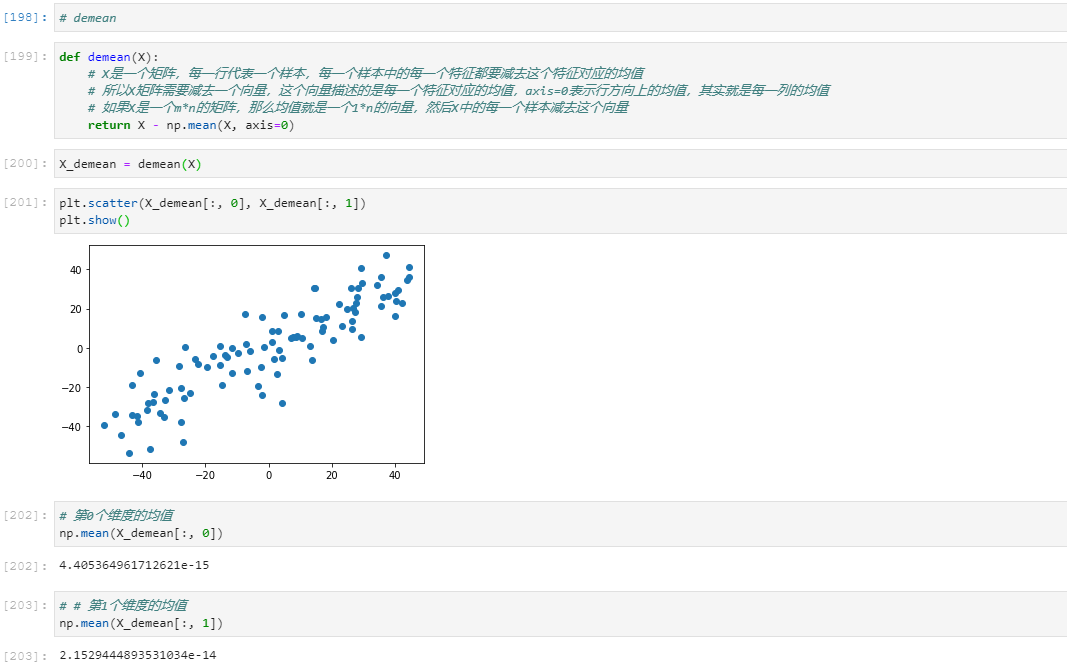 [198]: # demean
[199]: def demean(X):
# X是一个矩阵，每一行代表一个样本，每一个样本中的每一个特征都要减去这个特征对应的均值
# 所以X矩阵需要减去一个向量，这个向量描述的是每一个特征对应的均值，axis=0表示行方向上的均值，其实就是每一列的均值
# 如果X是一个m*n的矩阵，那么均值就是一个1*n的向量，然后X中的每一个样本减去这个向量
return X - np.mean(X, axis=0)
[200]: X_demean = demean(X)
[201]: plt.scatter(X_demean[:, 0], X_demean[:, 1])
plt.show()
40
20
0
−20
−40
−40 −20 0 20 40
[202]: # 第0个维度的均值
np.mean(X_demean[:, 0])
[202]: 4.405364961712621e-15
[203]: # # 第1个维度的均值
np.mean(X_demean[:, 1])
[203]: 2.1529444893531034e-14